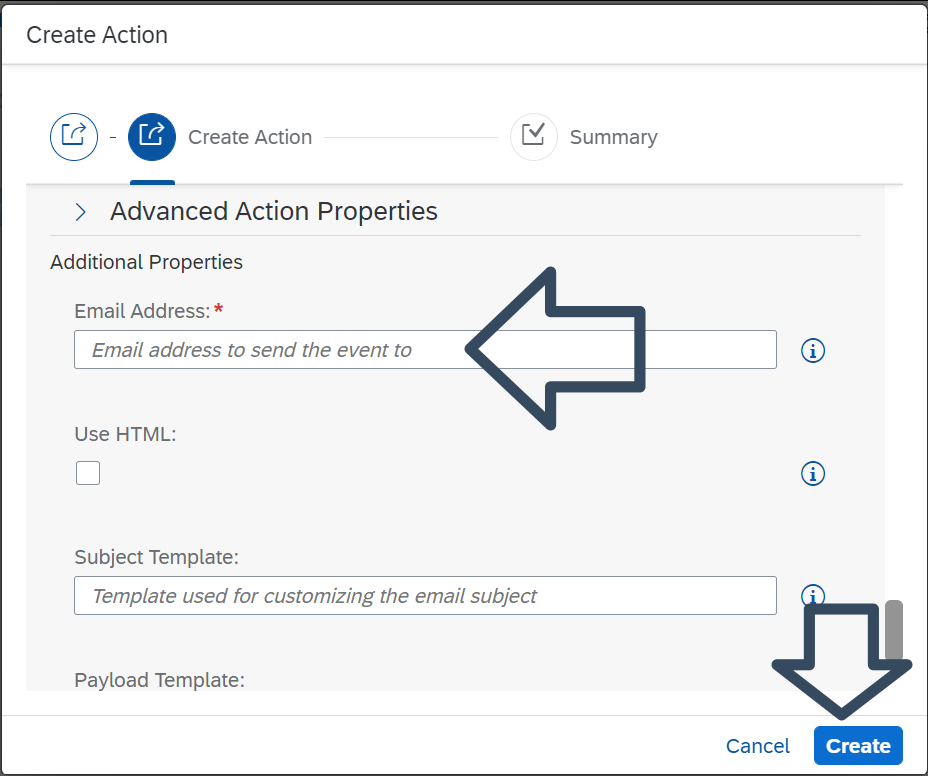 Create Action
Create Action
Summary
Advanced Action Properties
Additional Properties
Email Address:*
Email address to send the event to
Use HTML:
Subject Template:
Template used for customizing the email subject
Payload Template:
Cancel
Create